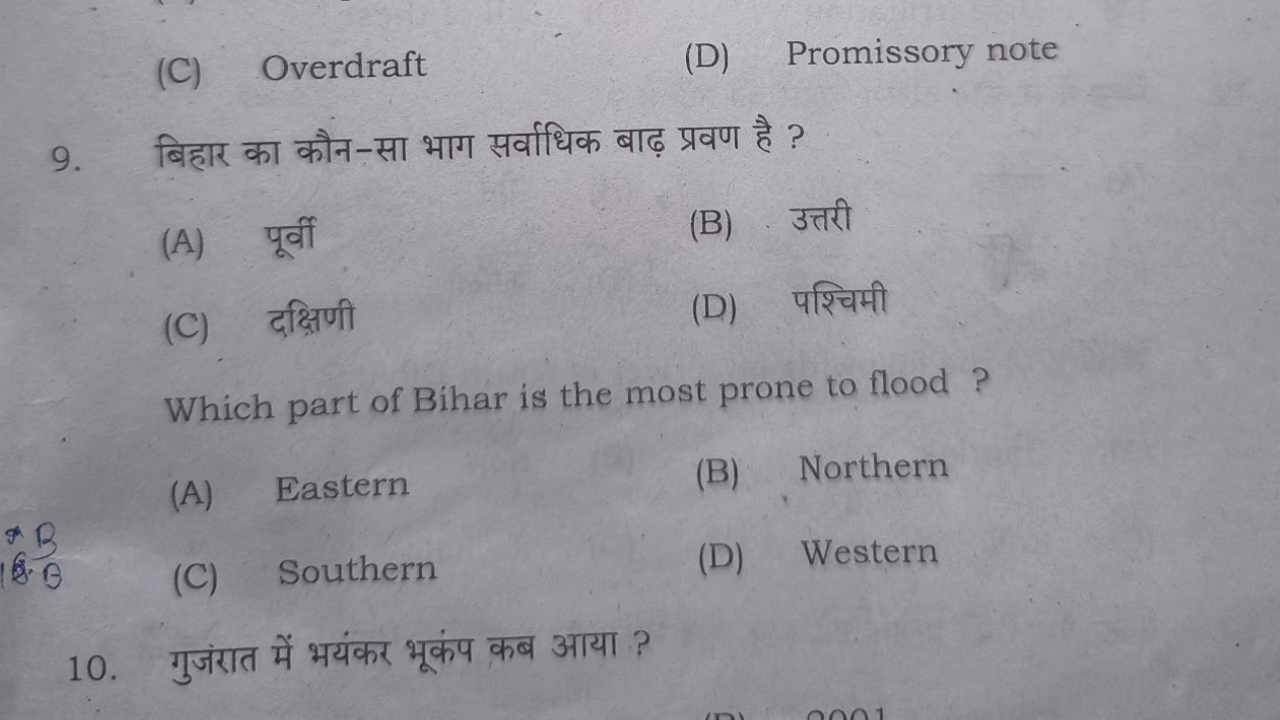 (C) Overdraft (D) Promissory note
9. बिहार का कौन-सा भाग सर्वाधिक बाढ़ प्रवण है ?
(A) पूर्वी (B) उत्तरी
(C) दक्षिणी (D) पश्चिमी
Which part of Bihar is the most prone to flood ?
(A) Eastern (B) Northern
(C) Southern (D) Western
B
B
10. गुजरात में भयंकर भूकंप कब आया ?
(B) 2001